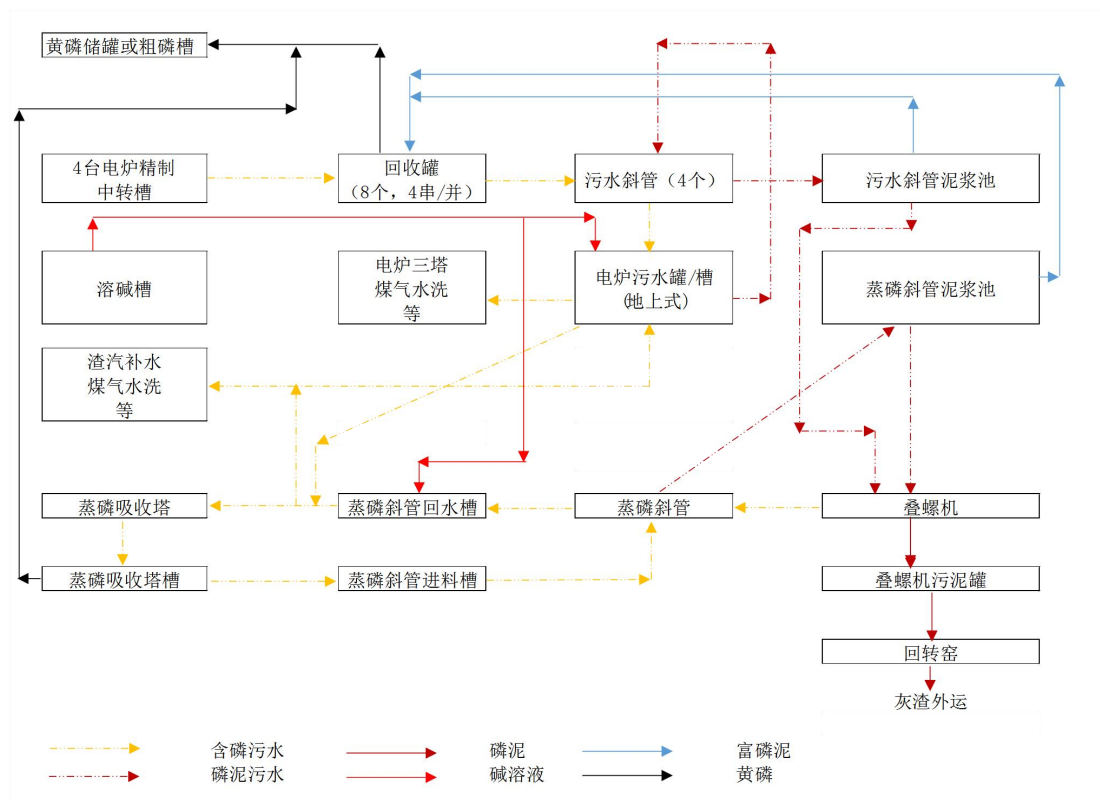 黄磷储罐或粗磷槽
4台电炉精制
中转槽
回收罐
（8个，4串/并）
污水斜管（4个）
污水斜管泥浆池
溶碱槽
电炉三塔
煤气水洗
等
电炉污水罐/槽
(地上式)
蒸磷斜管泥浆池
渣汽补水
煤气水洗
等
蒸磷吸收塔
蒸磷斜管回水槽
蒸磷斜管
叠螺机
蒸磷吸收塔槽
蒸磷斜管进料槽
叠螺机污泥罐
回转窑
灰渣外运
含磷污水
磷泥
富磷泥
磷泥污水
碱溶液
黄磷